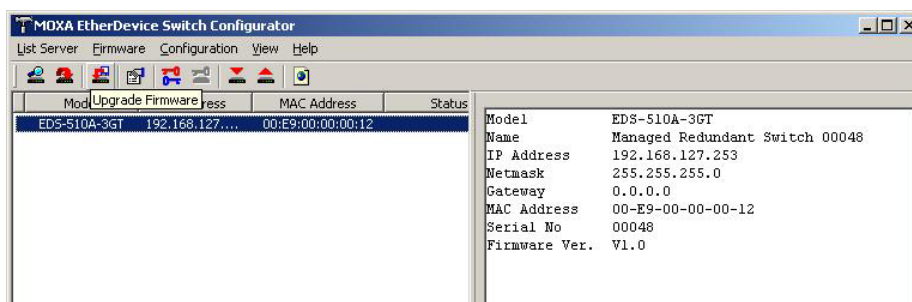 MOXA EtherDevice Switch Configurator
List Server Firmware Configuration View Help
Upgrade Firmware
MAC Address Status
EDS-510A-3GT 192.168.127.... 00:E9:00:00:00:12
Model EDS-510A-3GT
Name Managed Redundant Switch 00048
IP Address 192.168.127.253
Netmask 255.255.255.0
Gateway 0.0.0.0
MAC Address 00-E9-00-00-00-12
Serial No 00048
Firmware Ver. V1.0